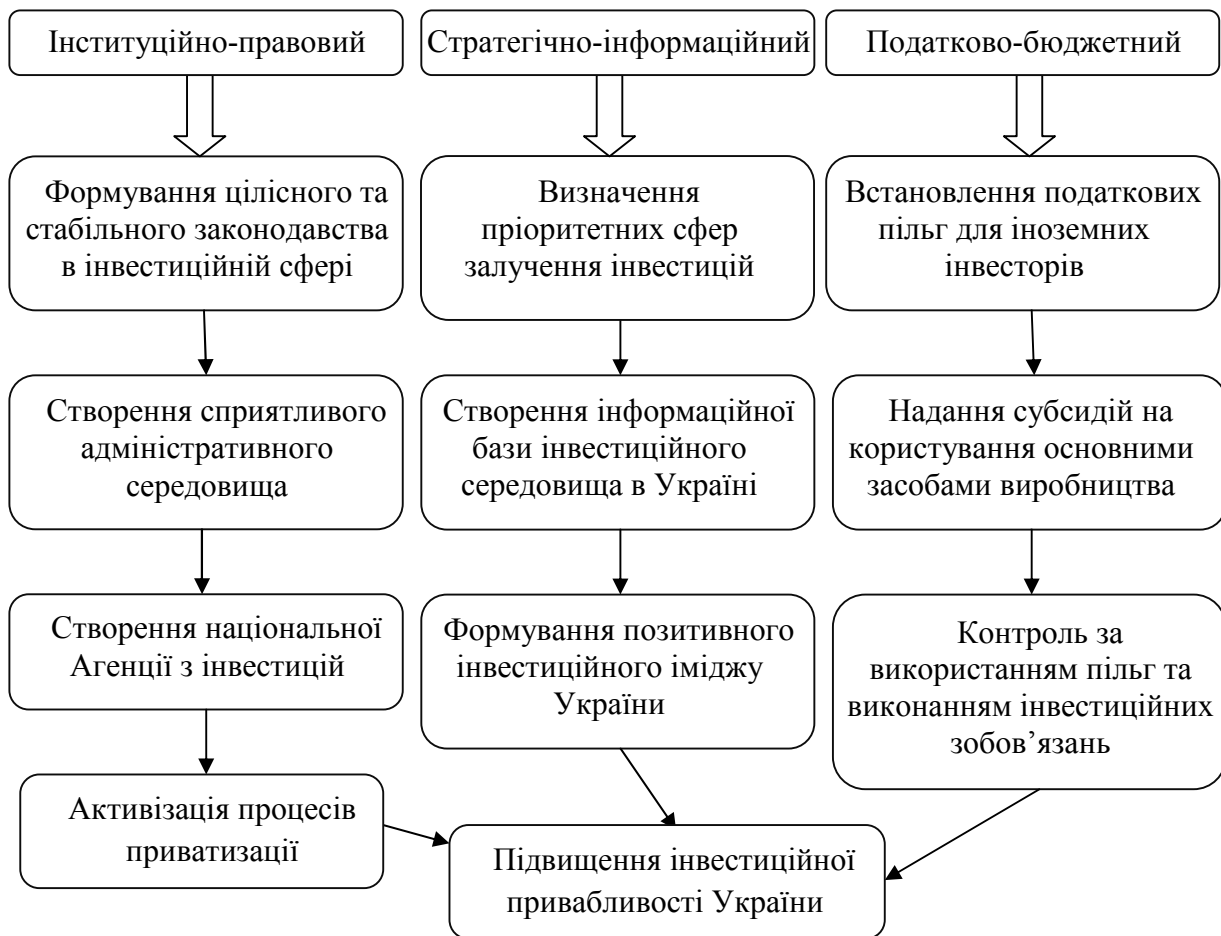 Інституційно-правовий
Стратегічно-інформаційний
Податково-бюджетний
Формування цілісного та
стабільного законодавства
в інвестиційній сфері
Визначення
пріоритетних сфер
залучення інвестицій
Встановлення податкових
пільг для іноземних
інвесторів
Створення сприятливого
адміністративного
середовища
Створення інформаційної
бази інвестиційного
середовища в Україні
Надання субсидій на
користування основними
засобами виробництва
Створення національної
Агенції з інвестицій
Формування позитивного
інвестиційного іміджу
України
Контроль за
використанням пільг та
виконанням інвестиційних
зобов’язань
Активізація процесів
приватизації
Підвищення інвестиційної
привабливості України